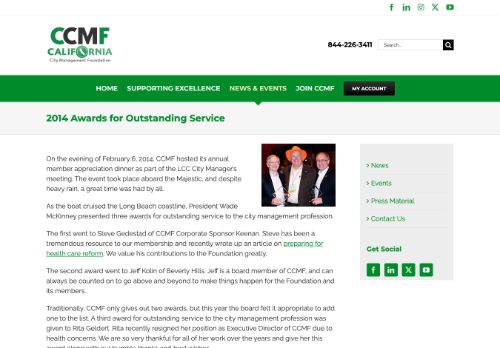 CCMF
CALIFORNIA
City Management Foundation
844-226-3411
Search...
HOME SUPPORTING EXCELLENCE NEWS & EVENTS JOIN CCMF MY ACCOUNT
2014 Awards for Outstanding Service
On the evening of February 6, 2014, CCMF hosted its annual
member appreciation dinner as part of the LCC City Manager's
meeting. The event took place aboard the Majestic, and despite
heavy rain, a great time was had by all.
As the boat cruised the Long Beach coastline, President Wade
McKinney presented three awards for outstanding service to the city management profession.
The first went to Steve Gedestad of CCMF Corporate Sponsor Keenan. Steve has been a
tremendous resource to our membership and recently wrote up an article on preparing for
health care reform. We value his contributions to the Foundation greatly.
The second award went to Jeff Kolin of Beverly Hills. Jeff is a board member of CCMF, and can
always be counted on to go above and beyond to make things happen for the Foundation and
its members.
Traditionally, CCMF only gives out two awards, but this year the board felt it appropriate to add
one to the list. A third award for outstanding service to the city management profession was
given to Rita Geldert. Rita recently resigned her position as Executive Director of CCMF due to
health concerns. We are so very thankful for all of her work over the years and give her this
award along with our humble thanks and best wishes.
News
Events
Press Material
Contact Us
Get Social